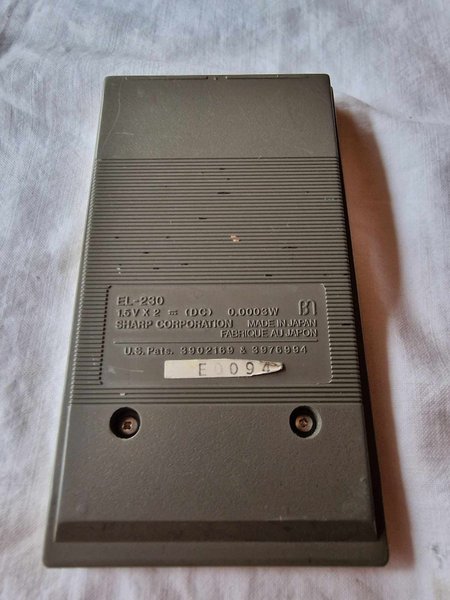 EL-230
1.5V X 2 ⎓ (DC) 0.0003W
SHARP CORPORATION MADE IN JAPAN
FABRIQUE AU JAPON
U.S. Pats. 3902169 & 3976994
E0094